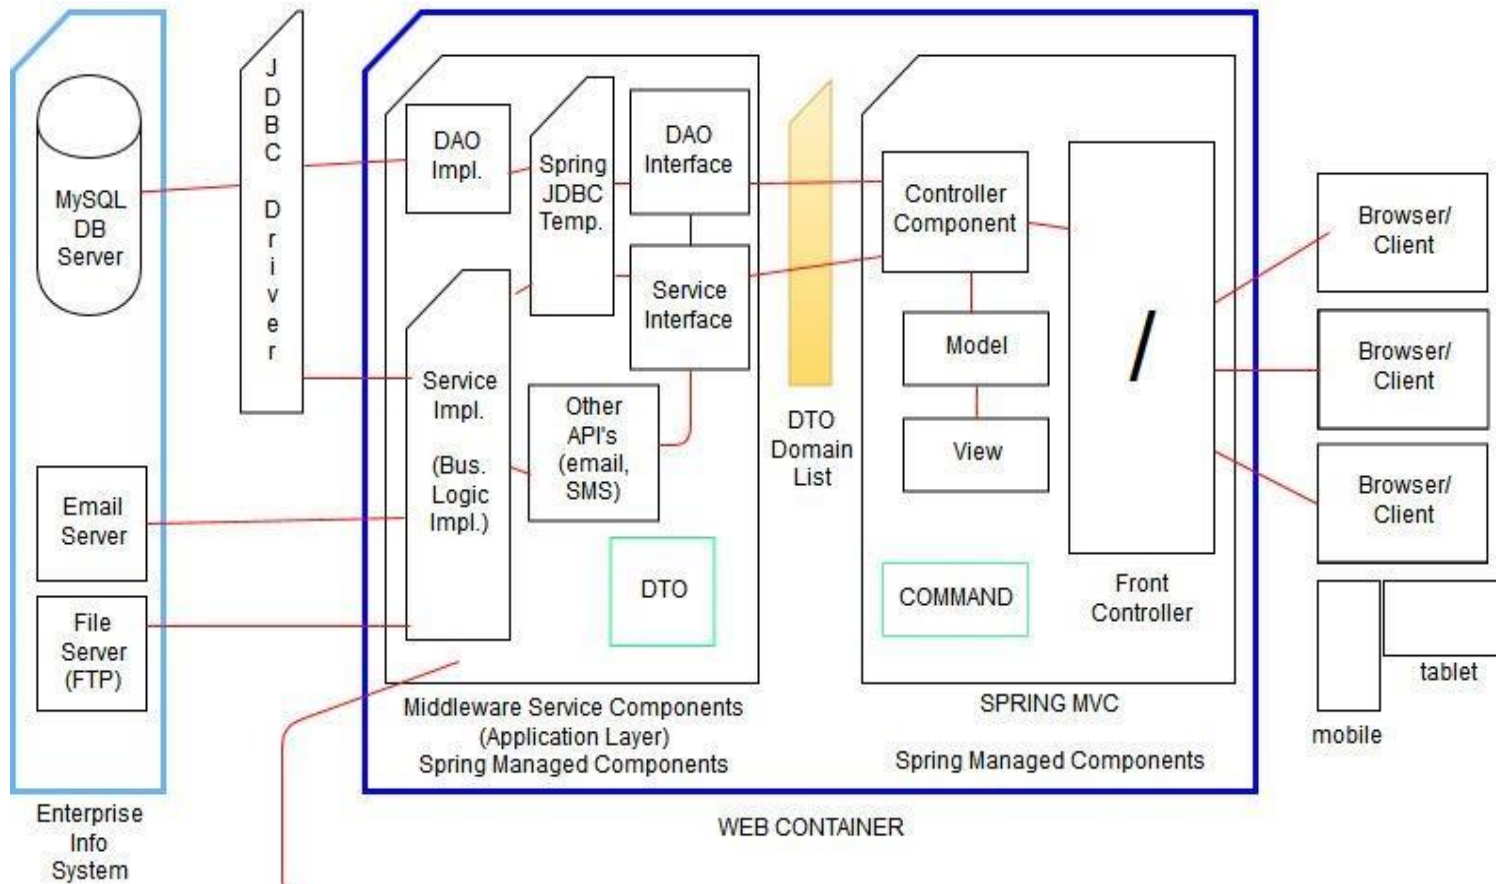 MySQL
DB
Server
Email
Server
File
Server
(FTP)
Enterprise
Info
System
J
D
B
C
D
r
i
v
e
r
DAO
Impl.
Spring
JDBC
Temp.
DAO
Interface
Service
Interface
Service
Impl.
(Bus.
Logic
Impl.)
Other
API's
(email,
SMS)
DTO
Middleware Service Components
(Application Layer)
Spring Managed Components
DTO
Domain
List
Controller
Component
Model
View
COMMAND
/
Front
Controller
SPRING MVC
Spring Managed Components
WEB CONTAINER
Browser/
Client
Browser/
Client
Browser/
Client
mobile
tablet